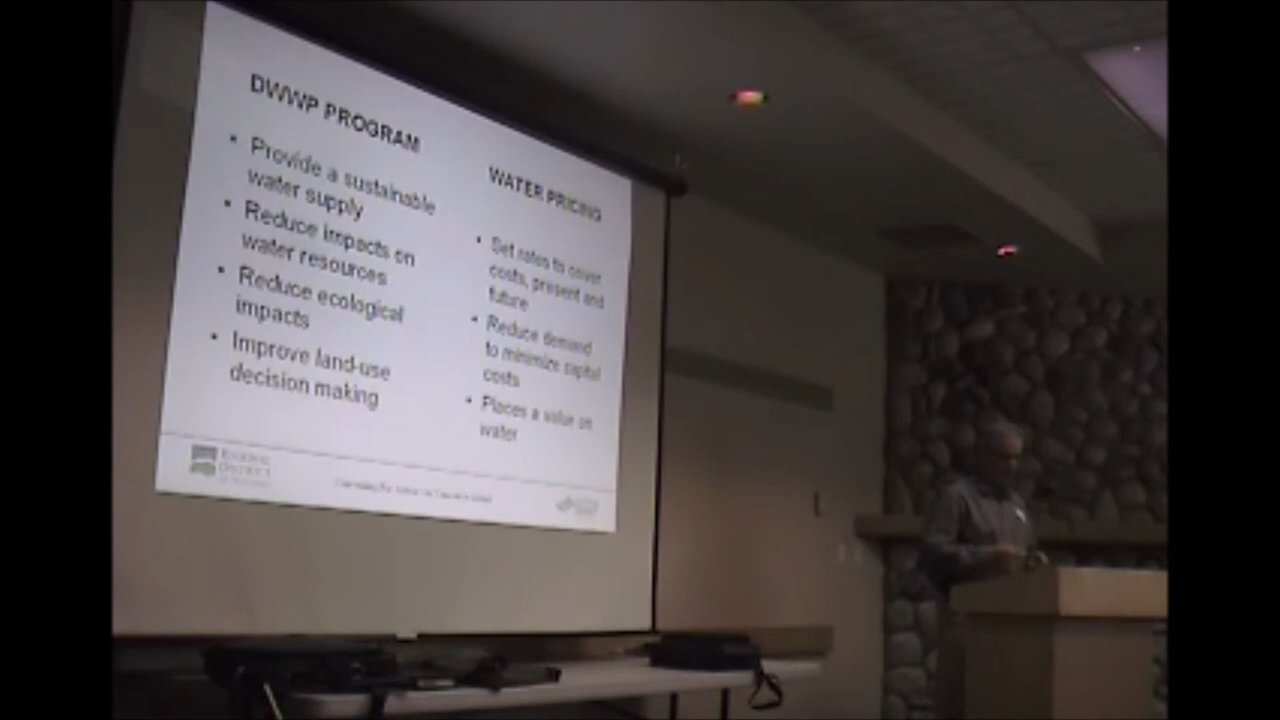 DWWP PROGRAM
• Provide a sustainable
water supply
• Reduce impacts on
water resources
• Reduce ecological
impacts
• Improve land-use
decision making
WATER PRICING
• Set rates to cover
costs, present and
future
• Reduce demand
to minimize capital
costs
• Places a value on
water
REGIONAL
DISTRICT